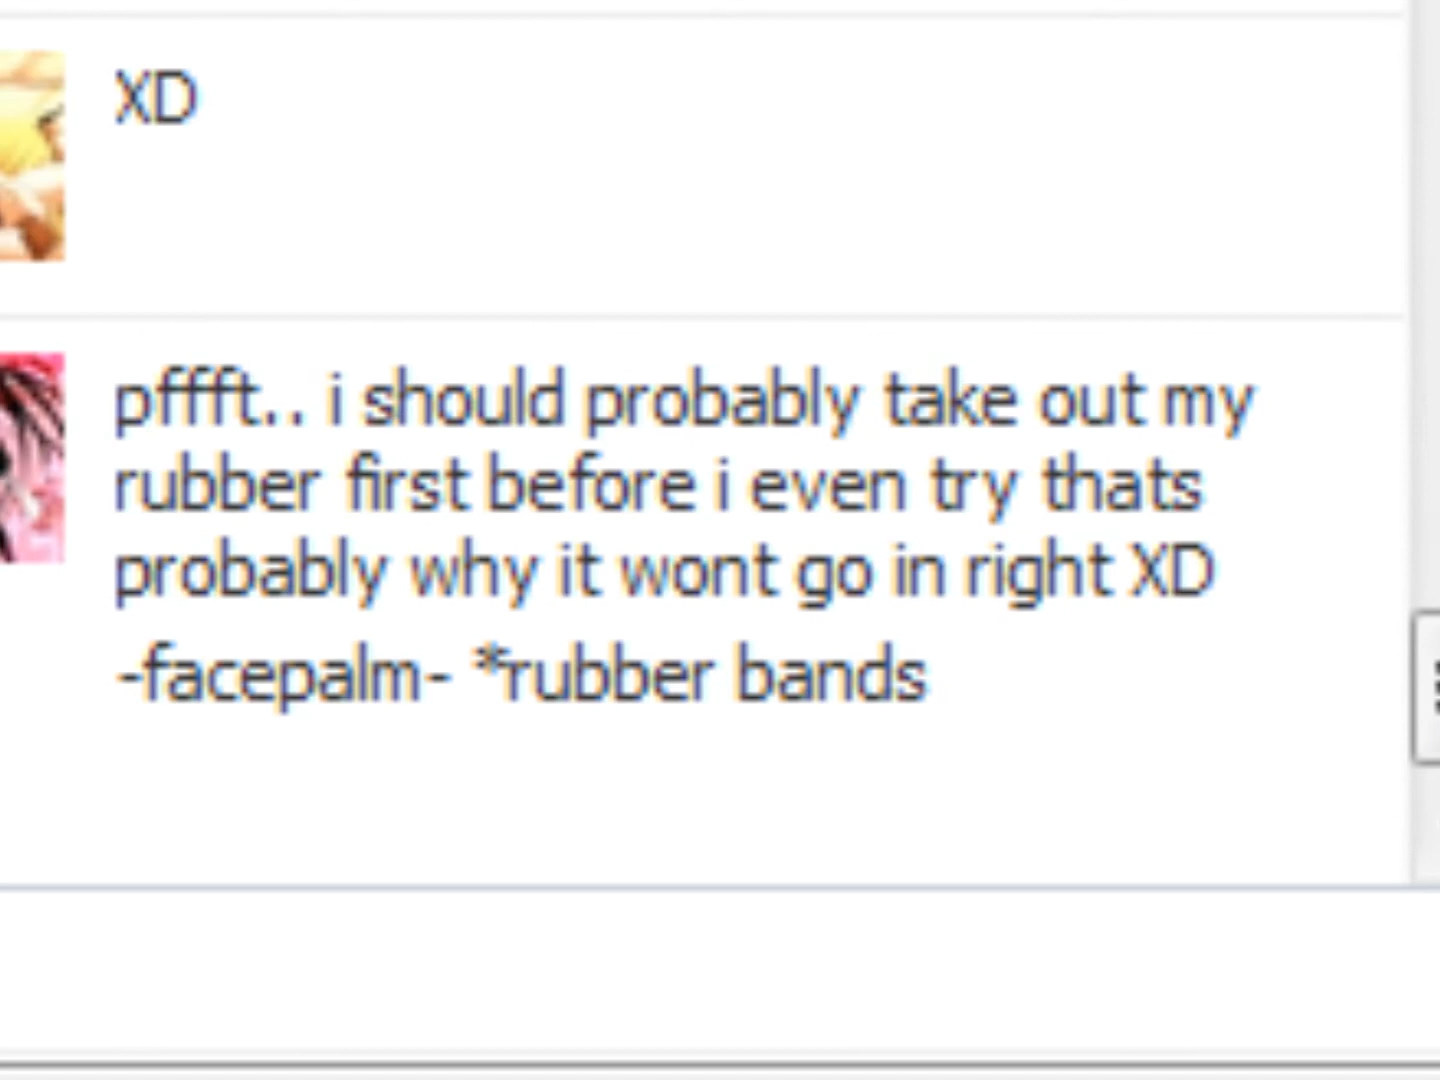 XD
pffft.. i should probably take out my
rubber first before i even try thats
probably why it wont go in right XD
-facepalm- *rubber bands